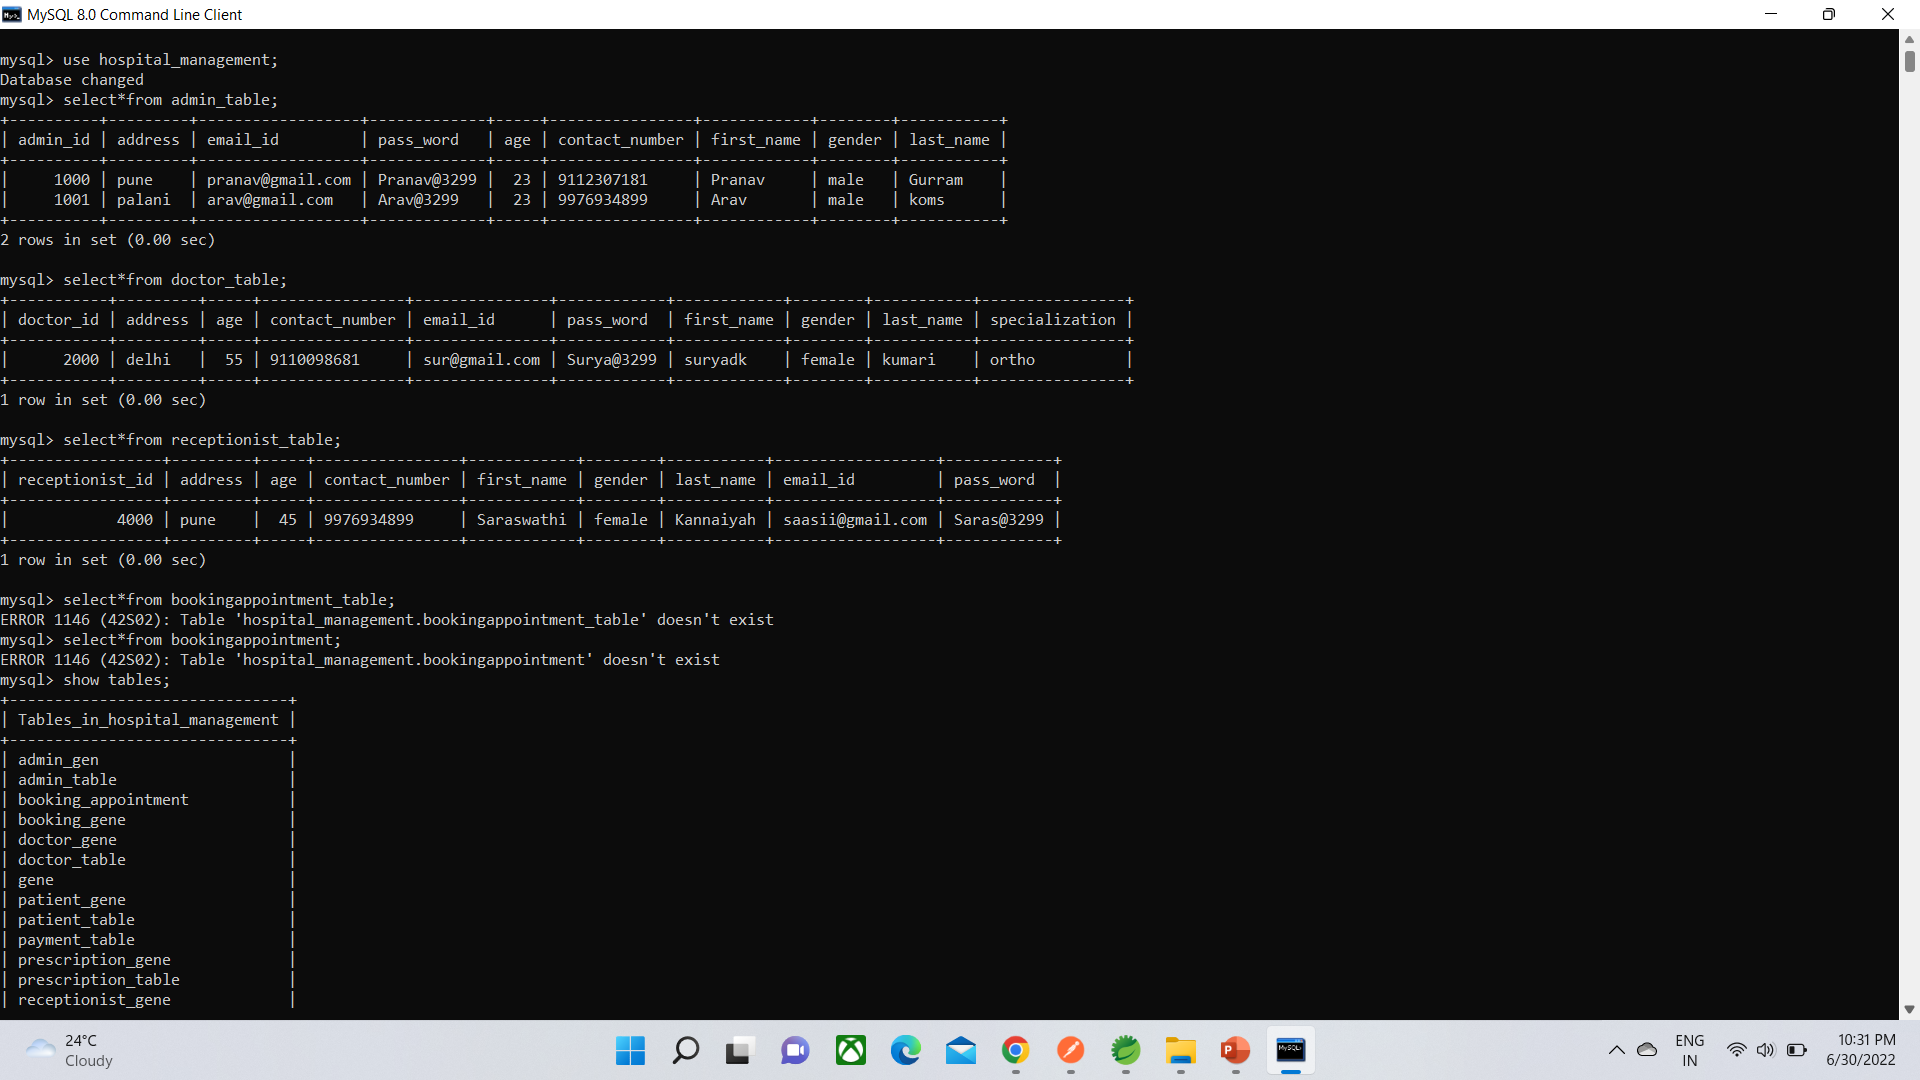 MySQL 8.0 Command Line Client
mysql> use hospital_management;
Database changed
mysql> select*from admin_table;
+----------+---------+------------------+-------------+-----+----------------+------------+--------+-----------+
| admin_id | address | email_id         | pass_word   | age | contact_number | first_name | gender | last_name |
+----------+---------+------------------+-------------+-----+----------------+------------+--------+-----------+
|     1000 | pune    | pranav@gmail.com | Pranav@3299 |  23 | 9112307181     | Pranav     | male   | Gurram    |
|     1001 | palani  | arav@gmail.com   | Arav@3299   |  23 | 9976934899     | Arav       | male   | koms      |
+----------+---------+------------------+-------------+-----+----------------+------------+--------+-----------+
2 rows in set (0.00 sec)
mysql> select*from doctor_table;
+-----------+---------+-----+----------------+---------------+------------+------------+--------+-----------+----------------+
| doctor_id | address | age | contact_number | email_id      | pass_word  | first_name | gender | last_name | specialization |
+-----------+---------+-----+----------------+---------------+------------+------------+--------+-----------+----------------+
|      2000 | delhi   |  55 | 9110098681     | sur@gmail.com | Surya@3299 | suryadk    | female | kumari    | ortho          |
+-----------+---------+-----+----------------+---------------+------------+------------+--------+-----------+----------------+
1 row in set (0.00 sec)
mysql> select*from receptionist_table;
+-----------------+---------+-----+----------------+------------+--------+-----------+------------------+------------+
| receptionist_id | address | age | contact_number | first_name | gender | last_name | email_id         | pass_word  |
+-----------------+---------+-----+----------------+------------+--------+-----------+------------------+------------+
|            4000 | pune    |  45 | 9976934899     | Saraswathi | female | Kannaiyah | saasii@gmail.com | Saras@3299 |
+-----------------+---------+-----+----------------+------------+--------+-----------+------------------+------------+
1 row in set (0.00 sec)
mysql> select*from bookingappointment_table;
ERROR 1146 (42S02): Table 'hospital_management.bookingappointment_table' doesn't exist
mysql> select*from bookingappointment;
ERROR 1146 (42S02): Table 'hospital_management.bookingappointment' doesn't exist
mysql> show tables;
+-------------------------------+
| Tables_in_hospital_management |
+-------------------------------+
| admin_gen                     |
| admin_table                   |
| booking_appointment           |
| booking_gene                  |
| doctor_gene                   |
| doctor_table                  |
| gene                          |
| patient_gene                  |
| patient_table                 |
| payment_table                 |
| prescription_gene             |
| prescription_table            |
| receptionist_gene             |
24°C
Cloudy
ENG
IN
10:31 PM
6/30/2022